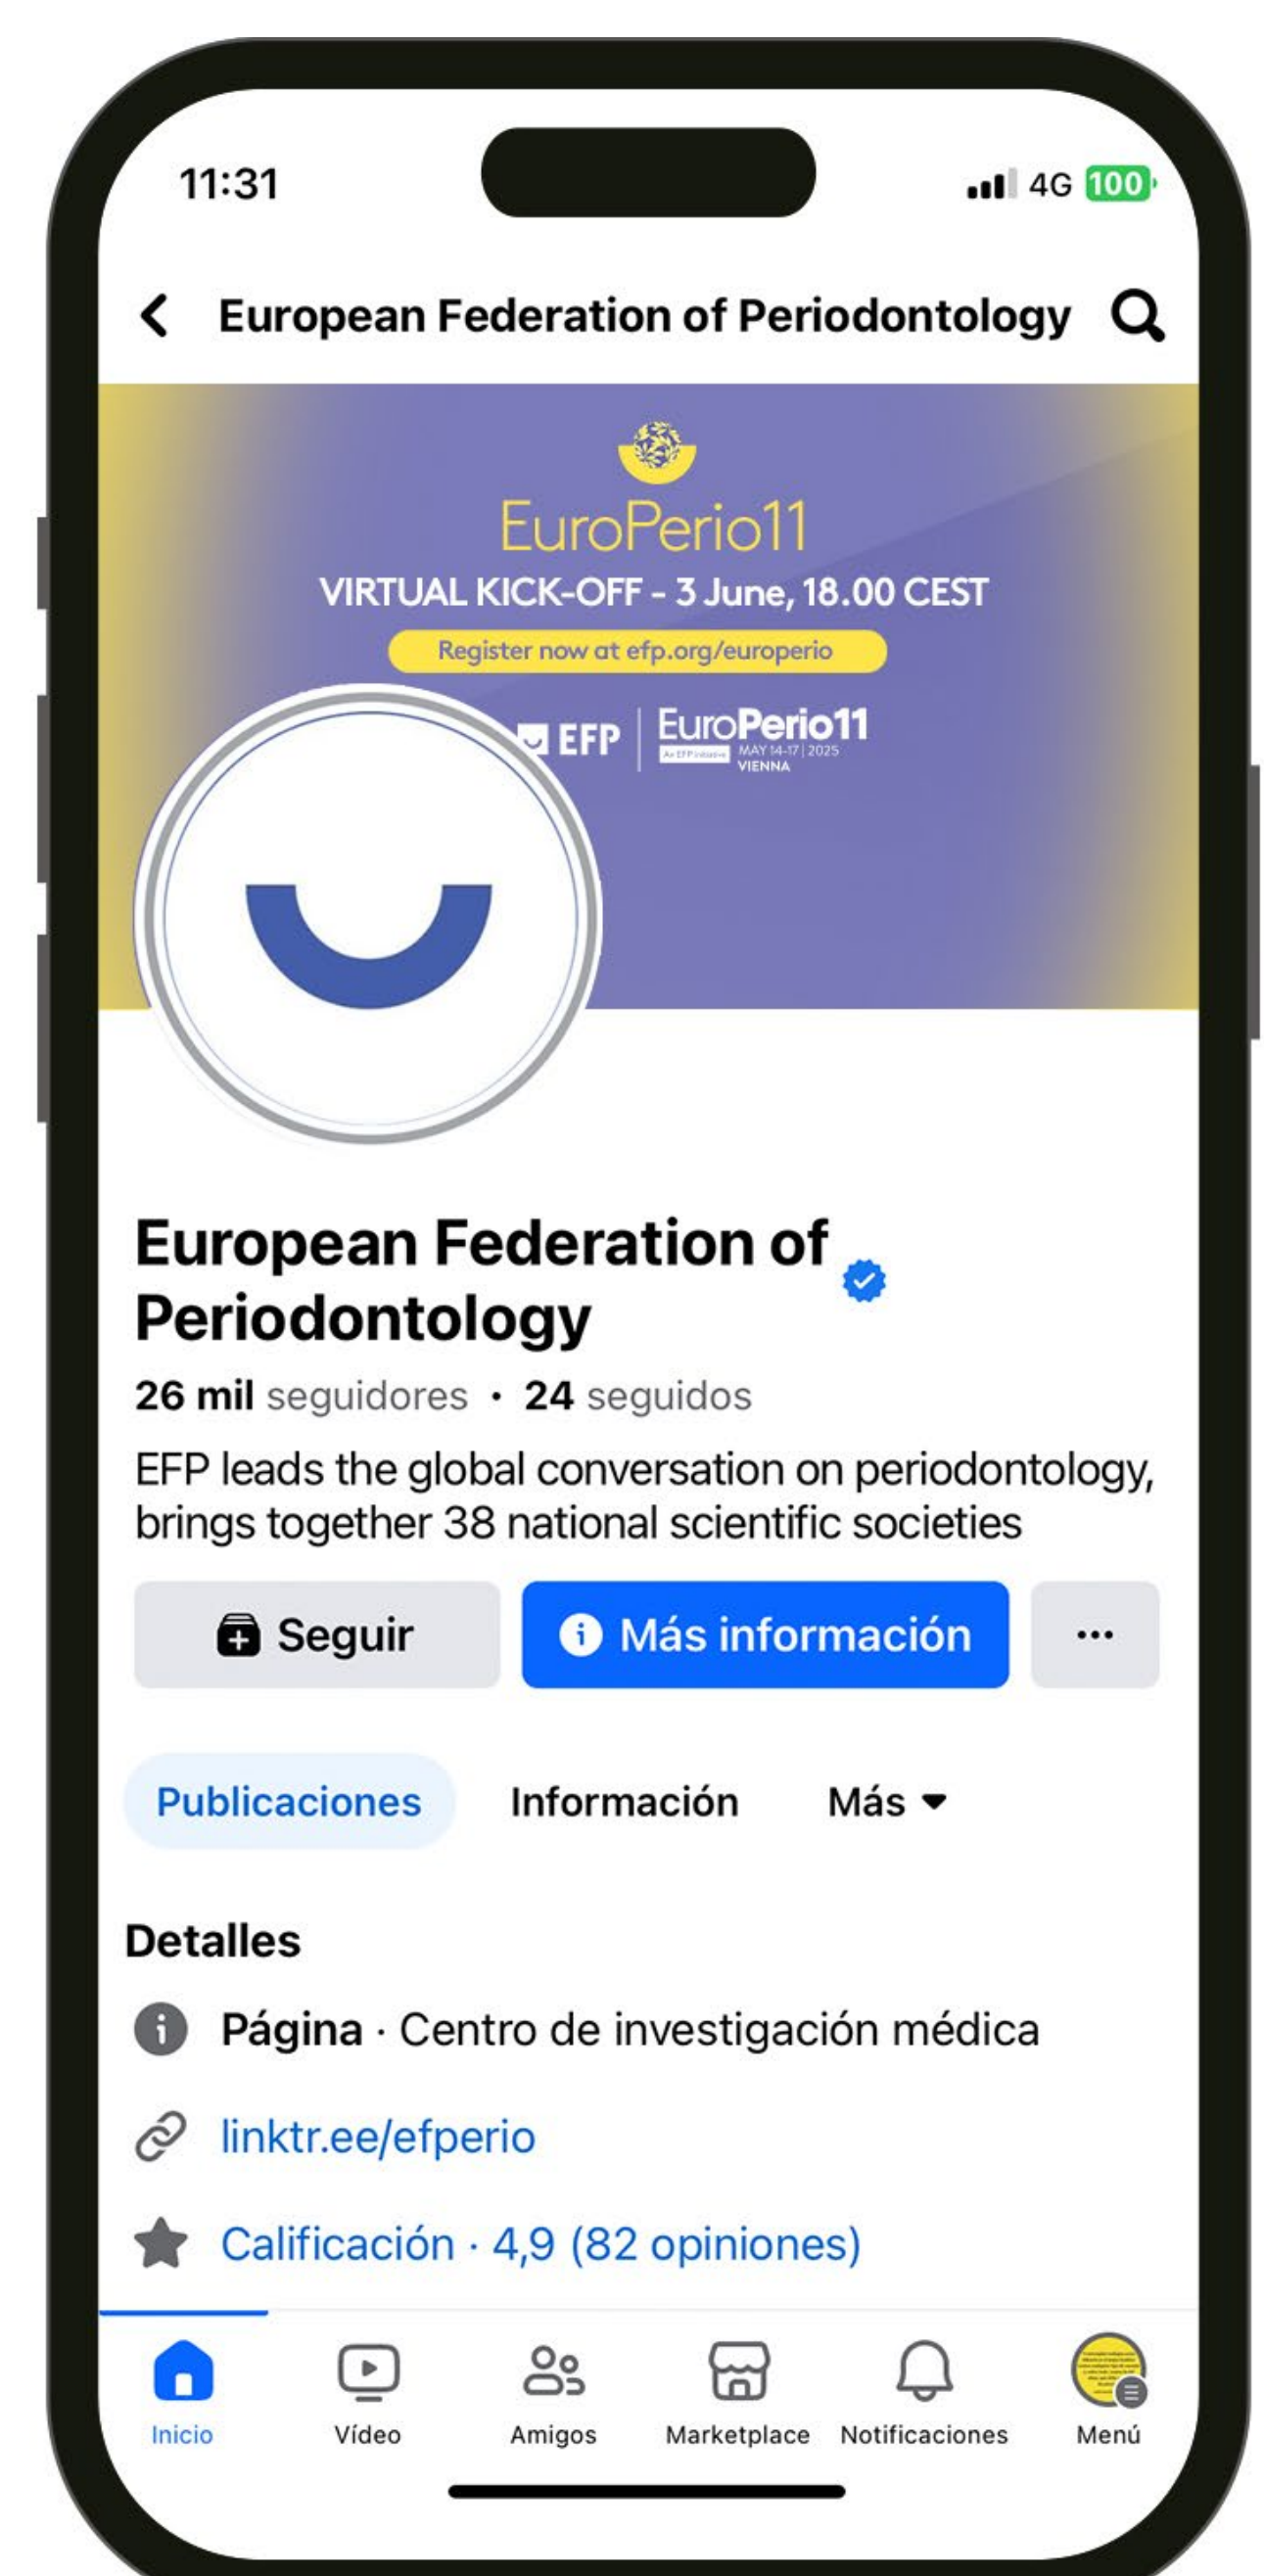 11:31
4G 100
European Federation of Periodontology
EuroPerio11
VIRTUAL KICK-OFF - 3 June, 18.00 CEST
Register now at efp.org/europerio
EFP
EuroPerio11
An EFP initiative
MAY 14-17 | 2025
VIENNA
European Federation of
Periodontology
26 mil seguidores · 24 seguidos
EFP leads the global conversation on periodontology,
brings together 38 national scientific societies
Seguir
Más información
Publicaciones
Información
Más
Detalles
Página · Centro de investigación médica
linktr.ee/efperio
Calificación · 4,9 (82 opiniones)
Inicio
Vídeo
Amigos
Marketplace
Notificaciones
Menú